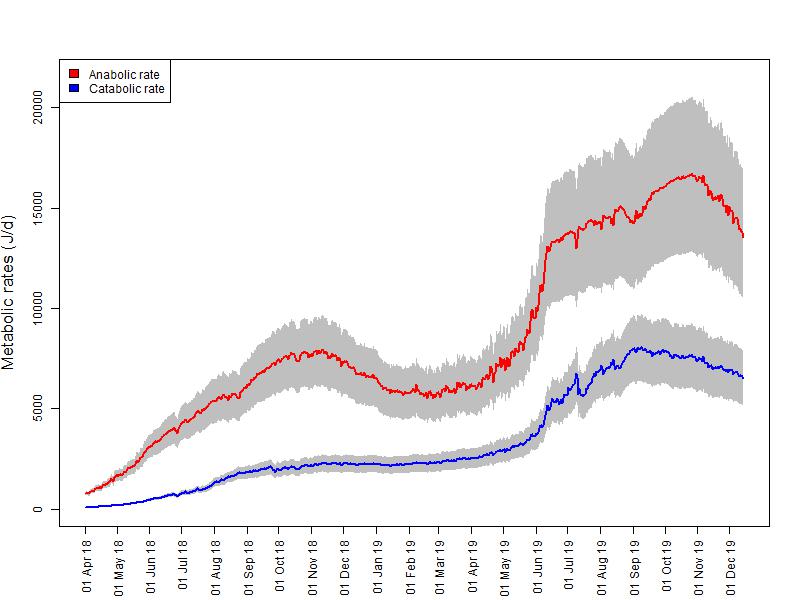 Anabolic rate
Catabolic rate
Metabolic rates (J/d)
20000
15000
10000
5000
0
01 Apr 18
01 May 18
01 Jun 18
01 Jul 18
01 Aug 18
01 Sep 18
01 Oct 18
01 Nov 18
01 Dec 18
01 Jan 19
01 Feb 19
01 Mar 19
01 Apr 19
01 May 19
01 Jun 19
01 Jul 19
01 Aug 19
01 Sep 19
01 Oct 19
01 Nov 19
01 Dec 19